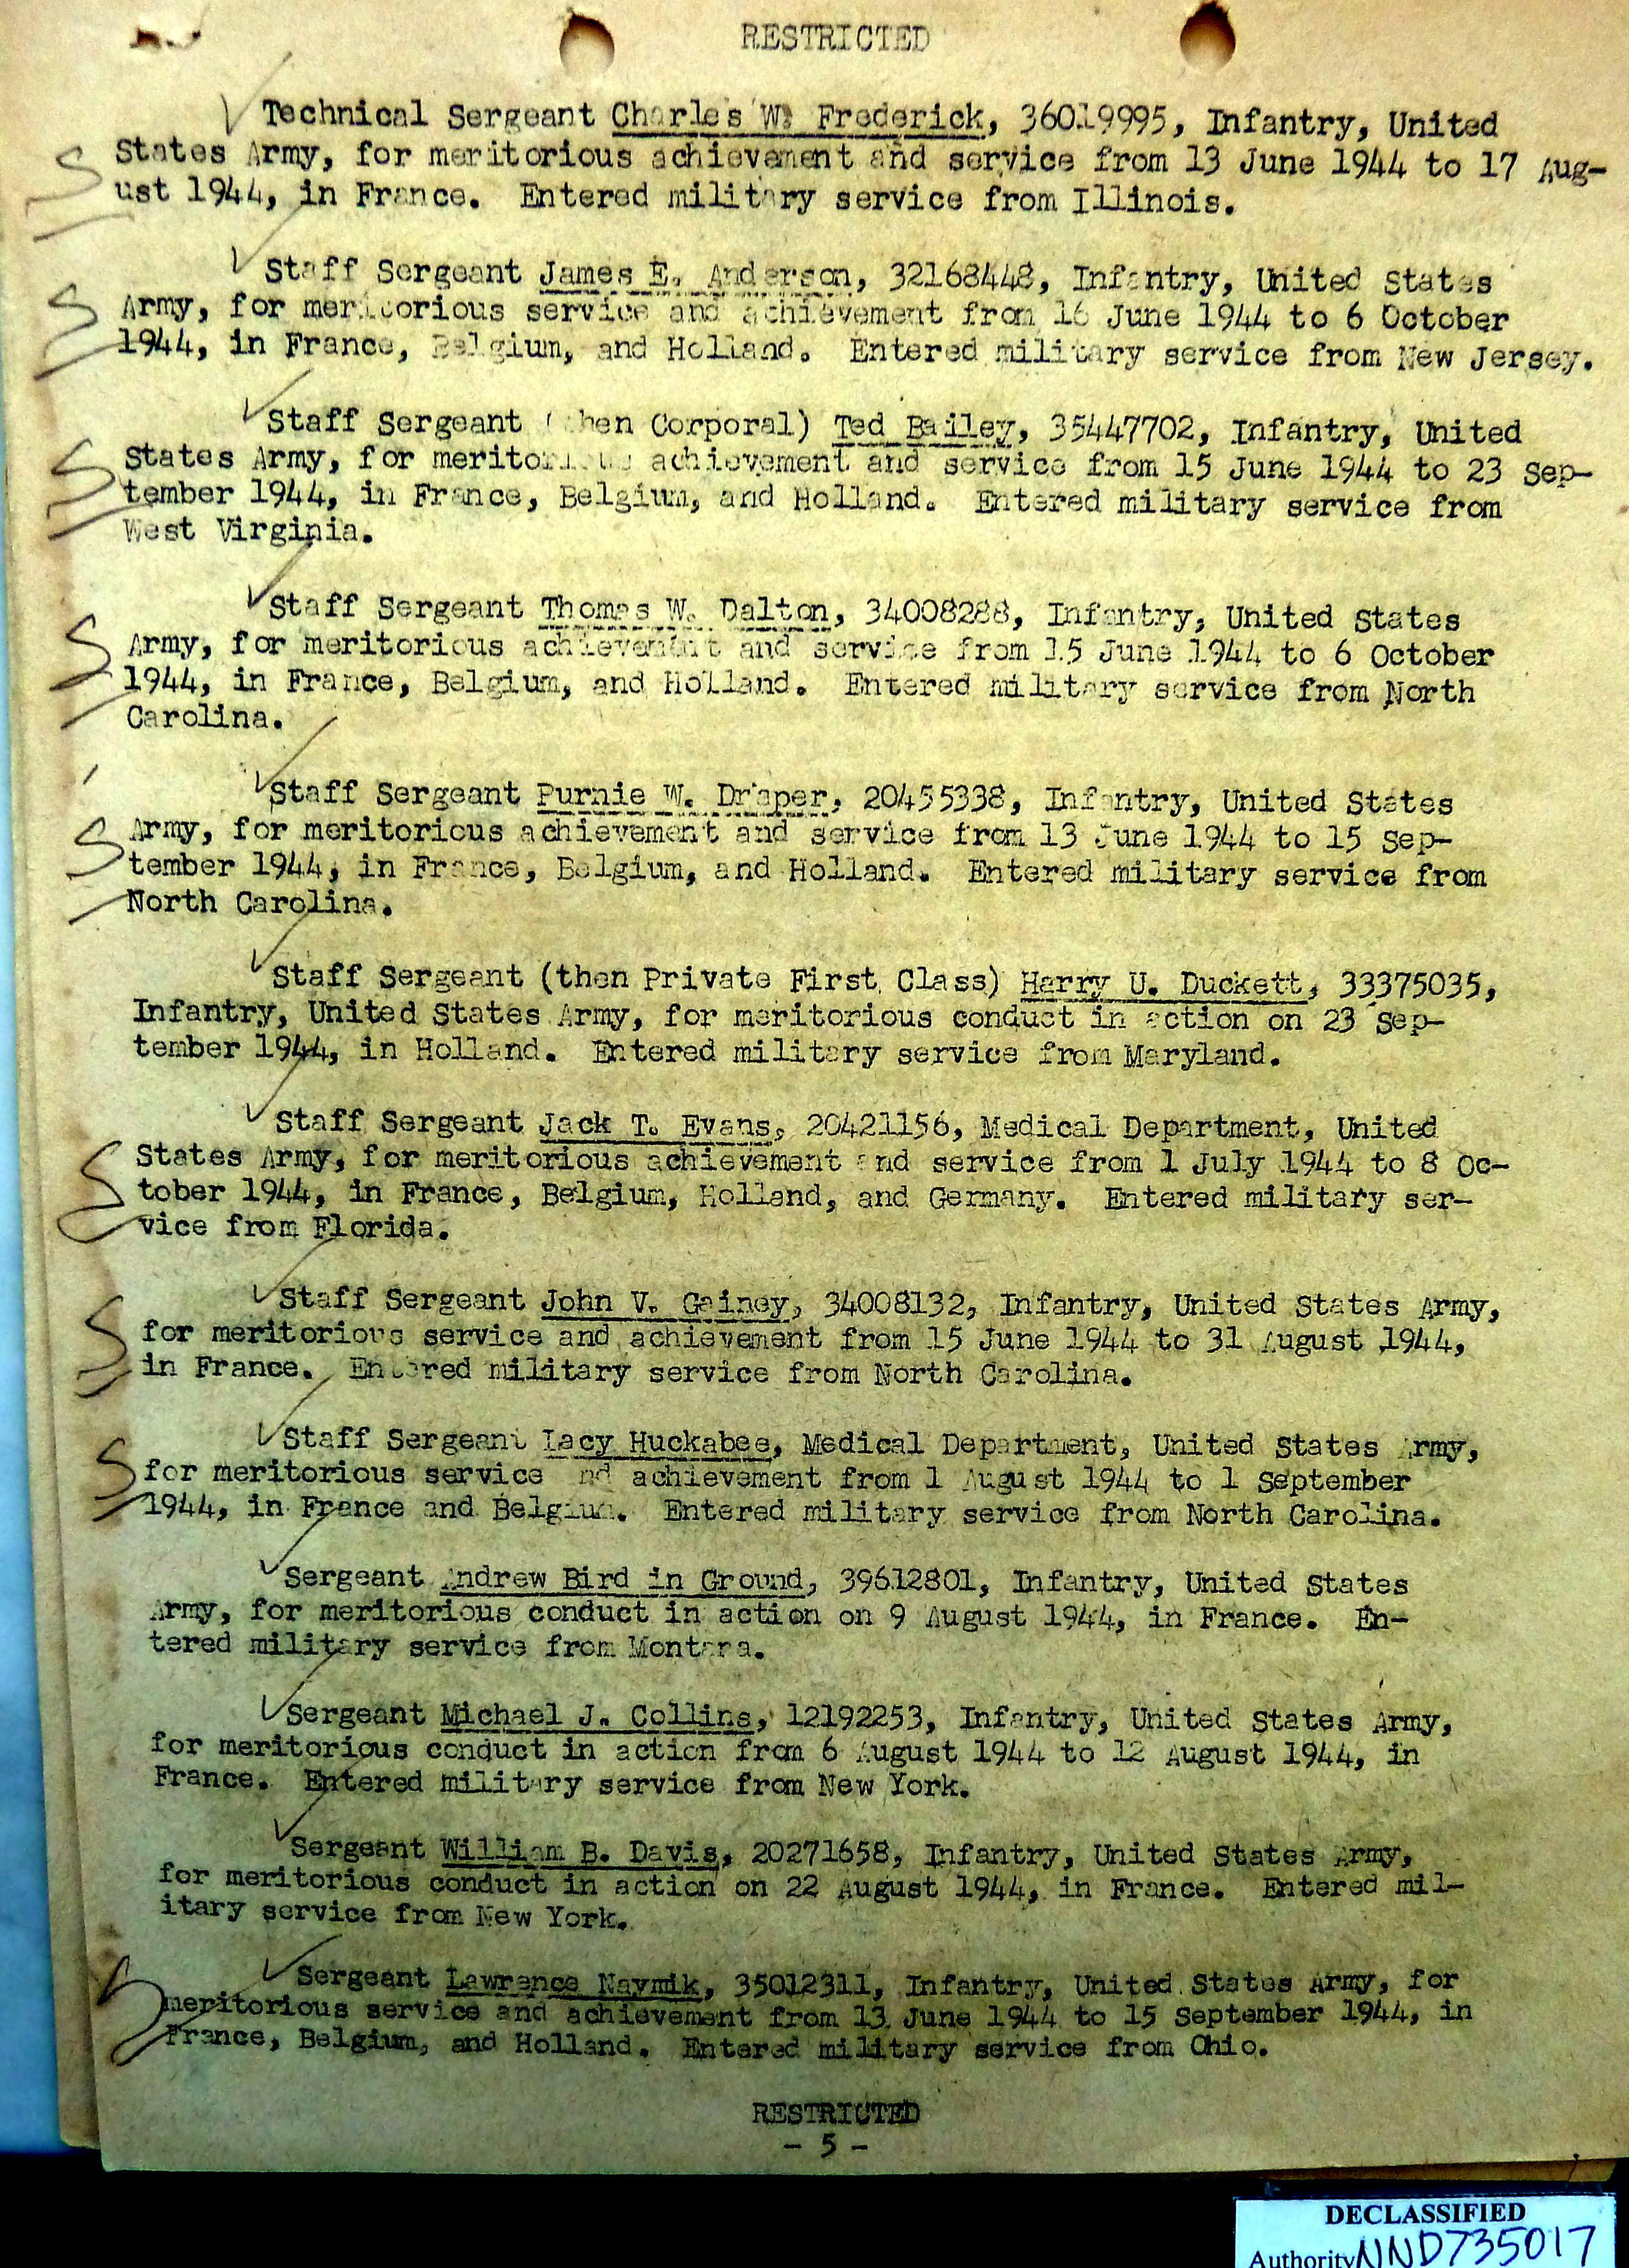 RESTRICTED
Technical Sergeant Charles W. Frederick, 36019995, Infantry, United
States Army, for meritorious achievement and service from 13 June 1944 to 17 Aug-
ust 1944, in France. Entered military service from Illinois.
Staff Sergeant James E. Anderson, 32168448, Infantry, United States
Army, for meritorious service and achievement from 16 June 1944 to 6 October
1944, in France, Belgium, and Holland. Entered military service from New Jersey.
Staff Sergeant (then Corporal) Ted Bailey, 35447702, Infantry, United
States Army, for meritorious achievement and service from 15 June 1944 to 23 Sep-
tember 1944, in France, Belgium, and Holland. Entered military service from
West Virginia.
Staff Sergeant Thomas W. Dalton, 34008288, Infantry, United States
Army, for meritorious achievement and service from 15 June 1944 to 6 October
1944, in France, Belgium, and Holland. Entered military service from North
Carolina.
Staff Sergeant Purnie W. Draper, 20455338, Infantry, United States
Army, for meritorious achievement and service from 13 June 1944 to 15 Sep-
tember 1944, in France, Belgium, and Holland. Entered military service from
North Carolina.
Staff Sergeant (then Private First Class) Harry U. Duckett, 33375035,
Infantry, United States Army, for meritorious conduct in action on 23 Sep-
tember 1944, in Holland. Entered military service from Maryland.
Staff Sergeant Jack T. Evans, 20421156, Medical Department, United
States Army, for meritorious achievement and service from 1 July 1944 to 8 Oc-
tober 1944, in France, Belgium, Holland, and Germany. Entered military ser-
vice from Florida.
Staff Sergeant John V. Gainey, 34008132, Infantry, United States Army,
for meritorious service and achievement from 15 June 1944 to 31 August 1944,
in France. Entered military service from North Carolina.
Staff Sergeant Lacy Huckabee, Medical Department, United States Army,
for meritorious service and achievement from 1 August 1944 to 1 September
1944, in France and Belgium. Entered military service from North Carolina.
Sergeant Andrew Bird in Ground, 39612801, Infantry, United States
Army, for meritorious conduct in action on 9 August 1944, in France. En-
tered military service from Montana.
Sergeant Michael J. Collins, 12192253, Infantry, United States Army,
for meritorious conduct in action from 6 August 1944 to 12 August 1944, in
France. Entered military service from New York.
Sergeant William B. Davis, 20271658, Infantry, United States Army,
for meritorious conduct in action on 22 August 1944, in France. Entered mil-
itary service from New York.
Sergeant Lawrence Naymik, 35012311, Infantry, United States Army, for
meritorious service and achievement from 13 June 1944 to 15 September 1944, in
France, Belgium, and Holland. Entered military service from Ohio.
RESTRICTED
- 5 -
DECLASSIFIED
Authority NND735017